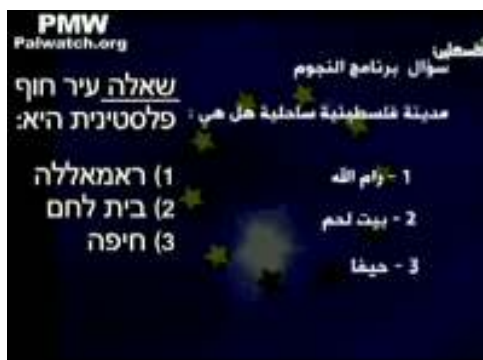 PMW
Palwatch.org
فلسطين
سؤال برنامج النجوم
مدينة فلسطينية ساحلية هل هي :
1 - رام الله
2 - بيت لحم
3 - حيفا
שאלה עיר חוף
פלסטינית היא:
1) ראמאללה
2) בית לחם
3) חיפה